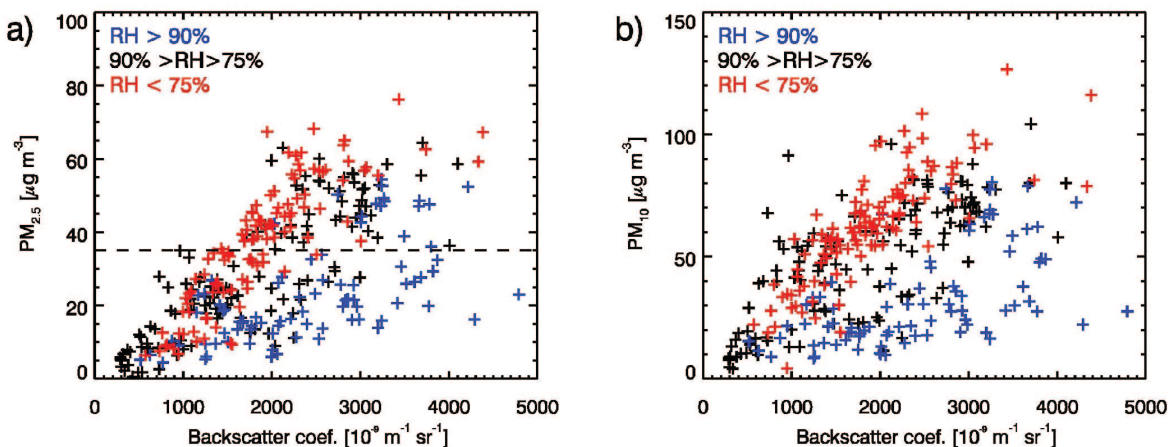 a)
RH > 90%
90% >RH>75%
RH < 75%
PM2.5 [μg m-3]
100
80
60
40
20
0
0 1000 2000 3000 4000 5000
Backscatter coef. [10-9 m-1 sr-1]
b)
RH > 90%
90% >RH>75%
RH < 75%
PM10 [μg m-3]
150
100
50
0
0 1000 2000 3000 4000 5000
Backscatter coef. [10-9 m-1 sr-1]